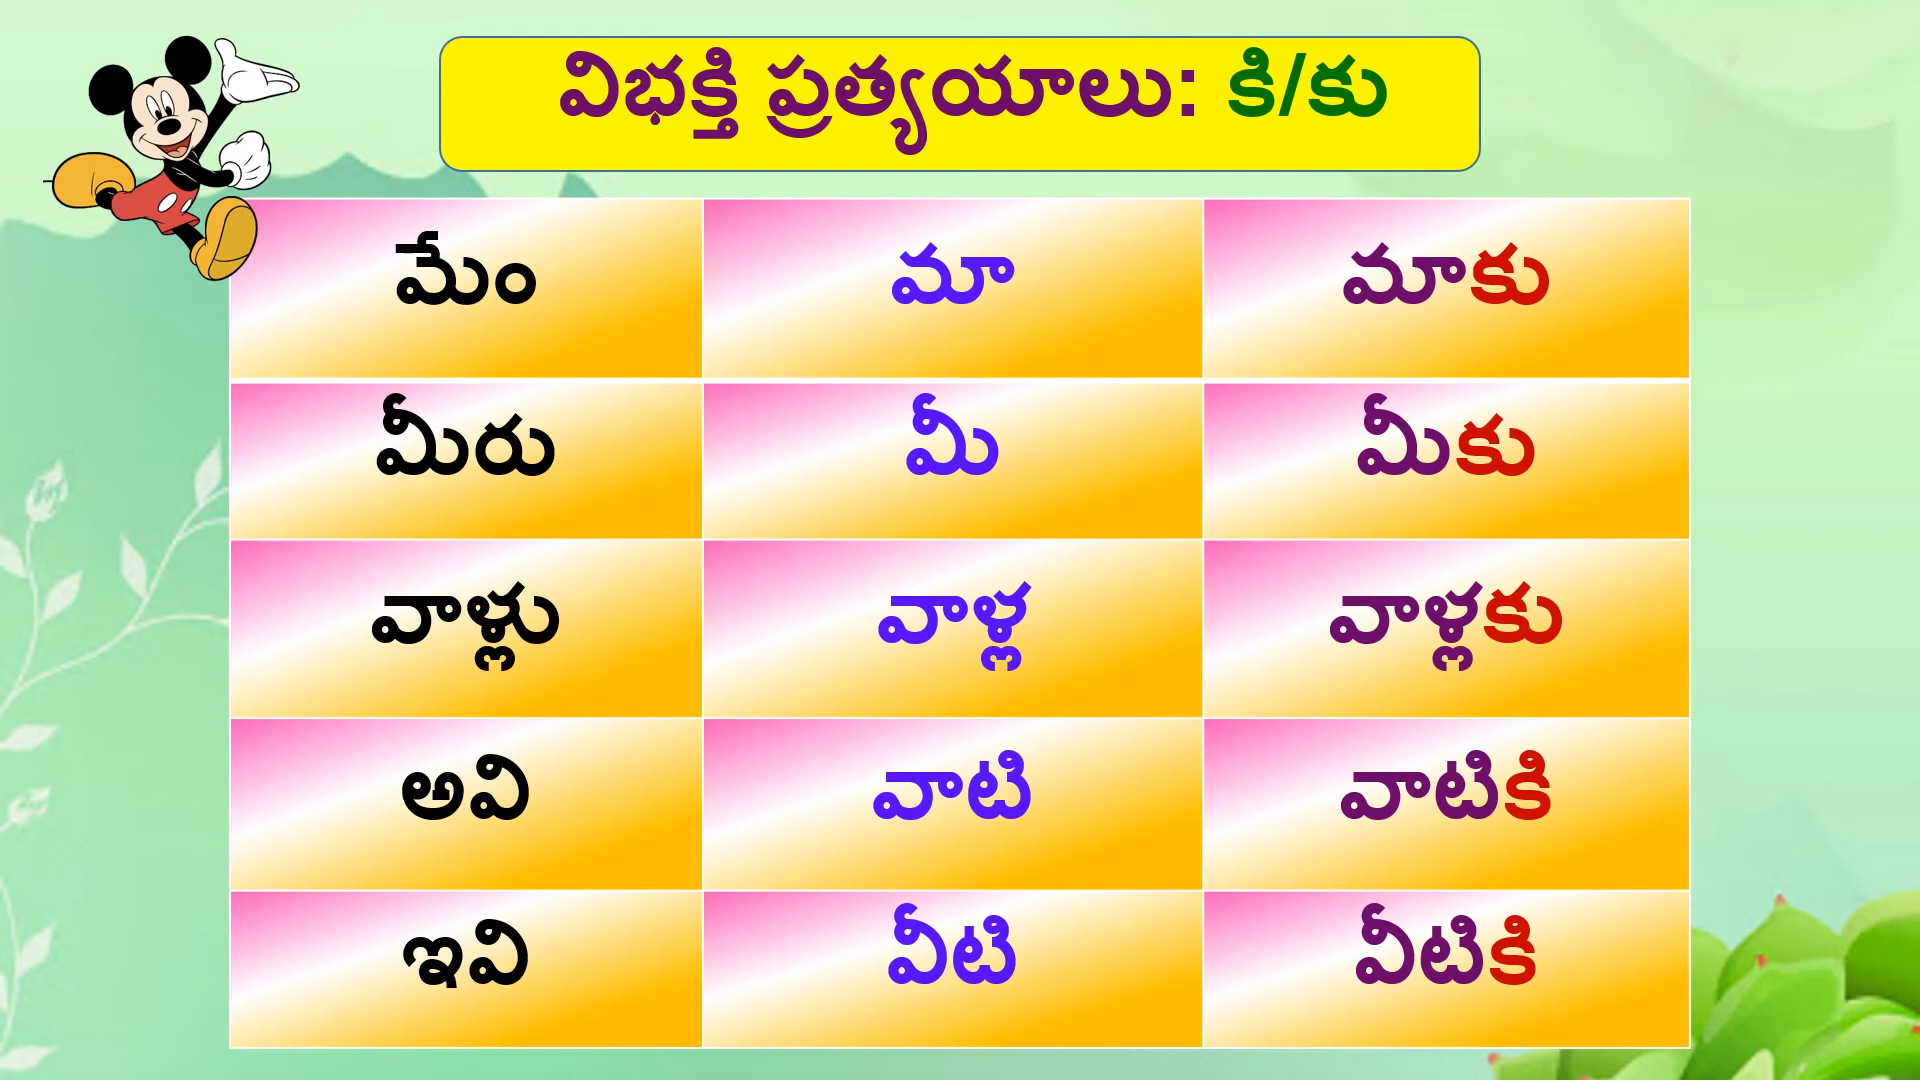 విభక్తి ప్రత్యయాలు: కి/కు
మేం మా మాకు
మీరు మీ మీకు
వాళ్లు వాళ్ల వాళ్లకు
అవి వాటి వాటికి
ఇవి వీటి వీటికి